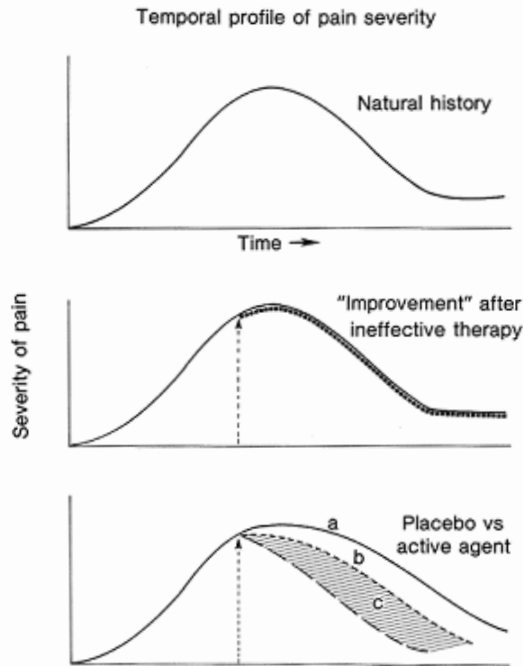 Temporal profile of pain severity
Natural history
Time →
Severity of pain
"Improvement" after
ineffective therapy
a
Placebo vs
active agent
b
c